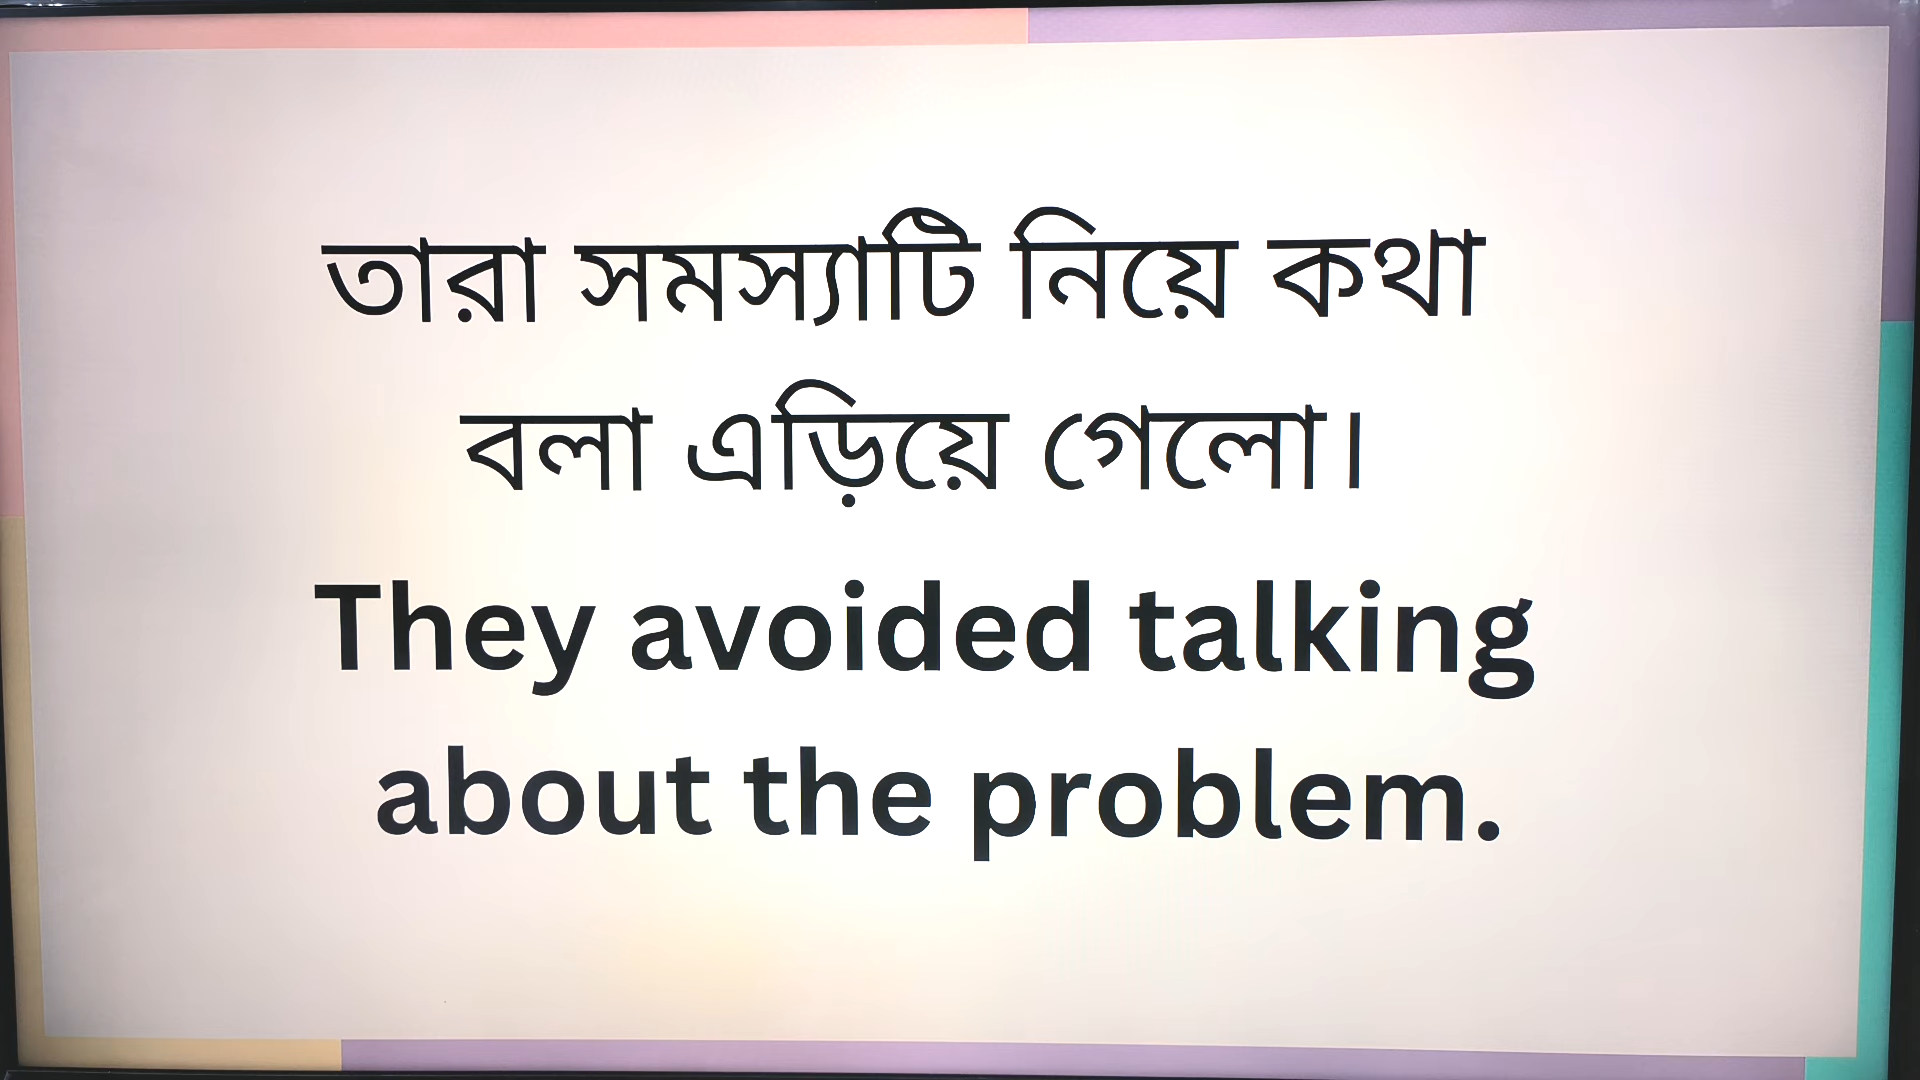 তারা সমস্যাটি নিয়ে কথা
বলা এড়িয়ে গেলো।
They avoided talking
about the problem.